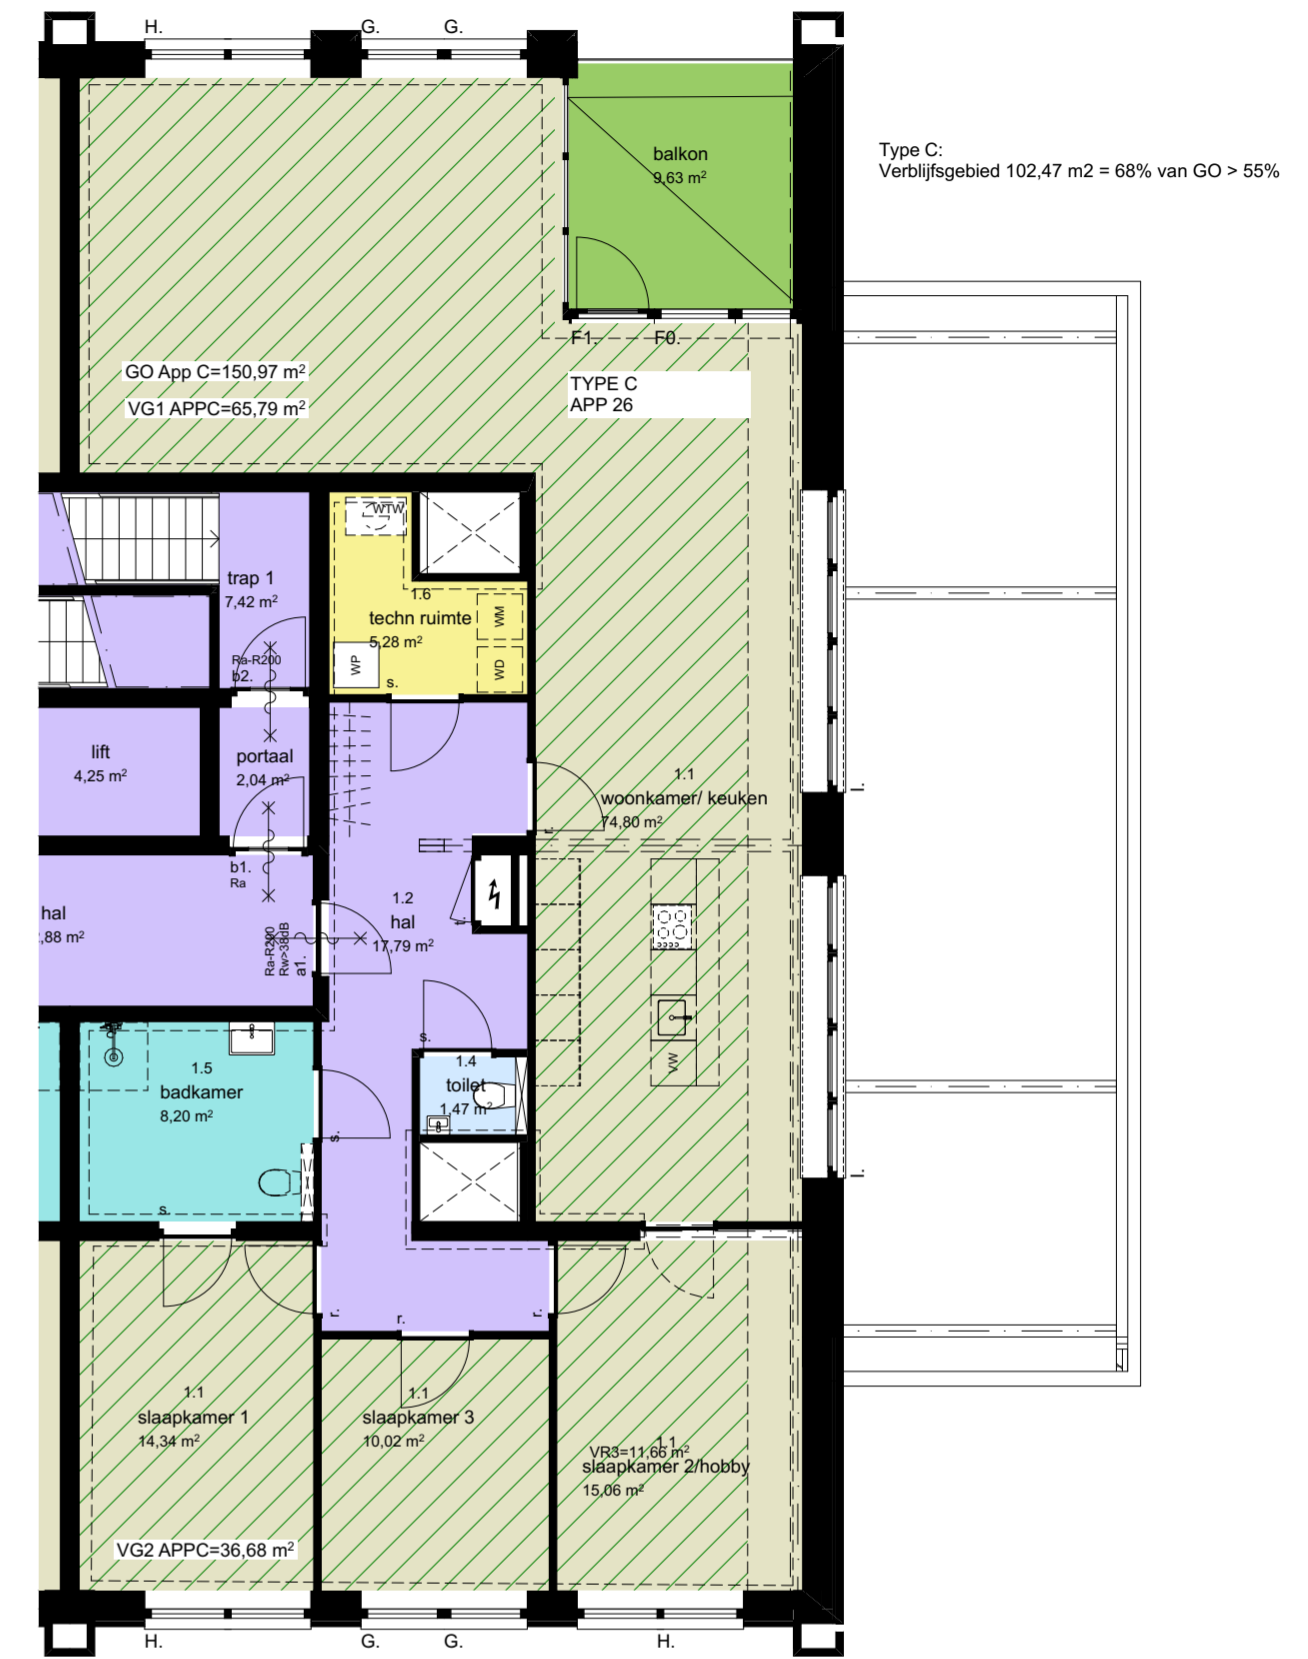 H.
G.
G.
balkon
9,63 m²
Type C:
Verblijfsgebied 102,47 m2 = 68% van GO > 55%
F1.
F0.
GO App C=150,97 m²
VG1 APPC=65,79 m²
TYPE C
APP 26
WTW
trap 1
7,42 m²
1.6
techn ruimte
5,28 m²
WM
WD
WP
s.
Ra-R200
b2.
lift
4,25 m²
portaal
2,04 m²
1.1
woonkamer/ keuken
74,80 m²
r.
I.
b1.
Ra
hal
,88 m²
1.2
hal
17,79 m²
t.
Ra-R200
Rw>38dB
a1.
s.
VW
1.4
toilet
1,47 m²
1.5
badkamer
8,20 m²
s.
s.
I.
r.
r.
r.
1.1
slaapkamer 1
14,34 m²
1.1
slaapkamer 3
10,02 m²
1.1
VR3=11,66 m²
slaapkamer 2/hobby
15,06 m²
VG2 APPC=36,68 m²
H.
G.
G.
H.